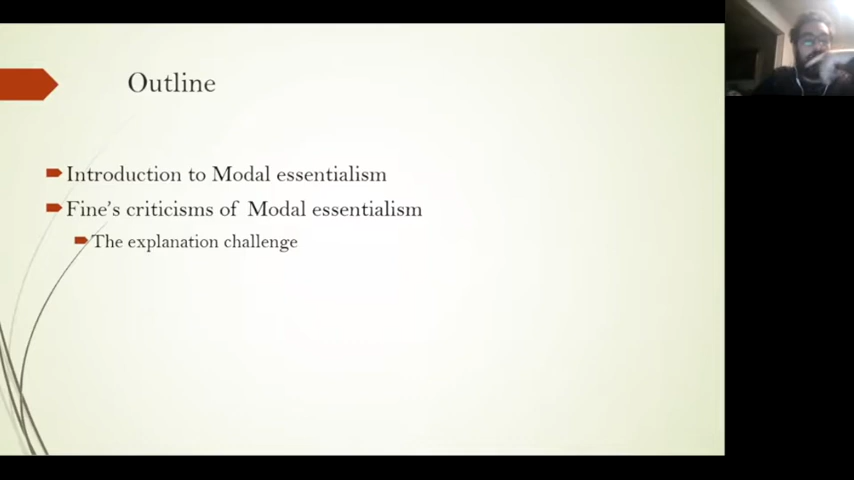 Outline
Introduction to Modal essentialism
Fine's criticisms of Modal essentialism
The explanation challenge